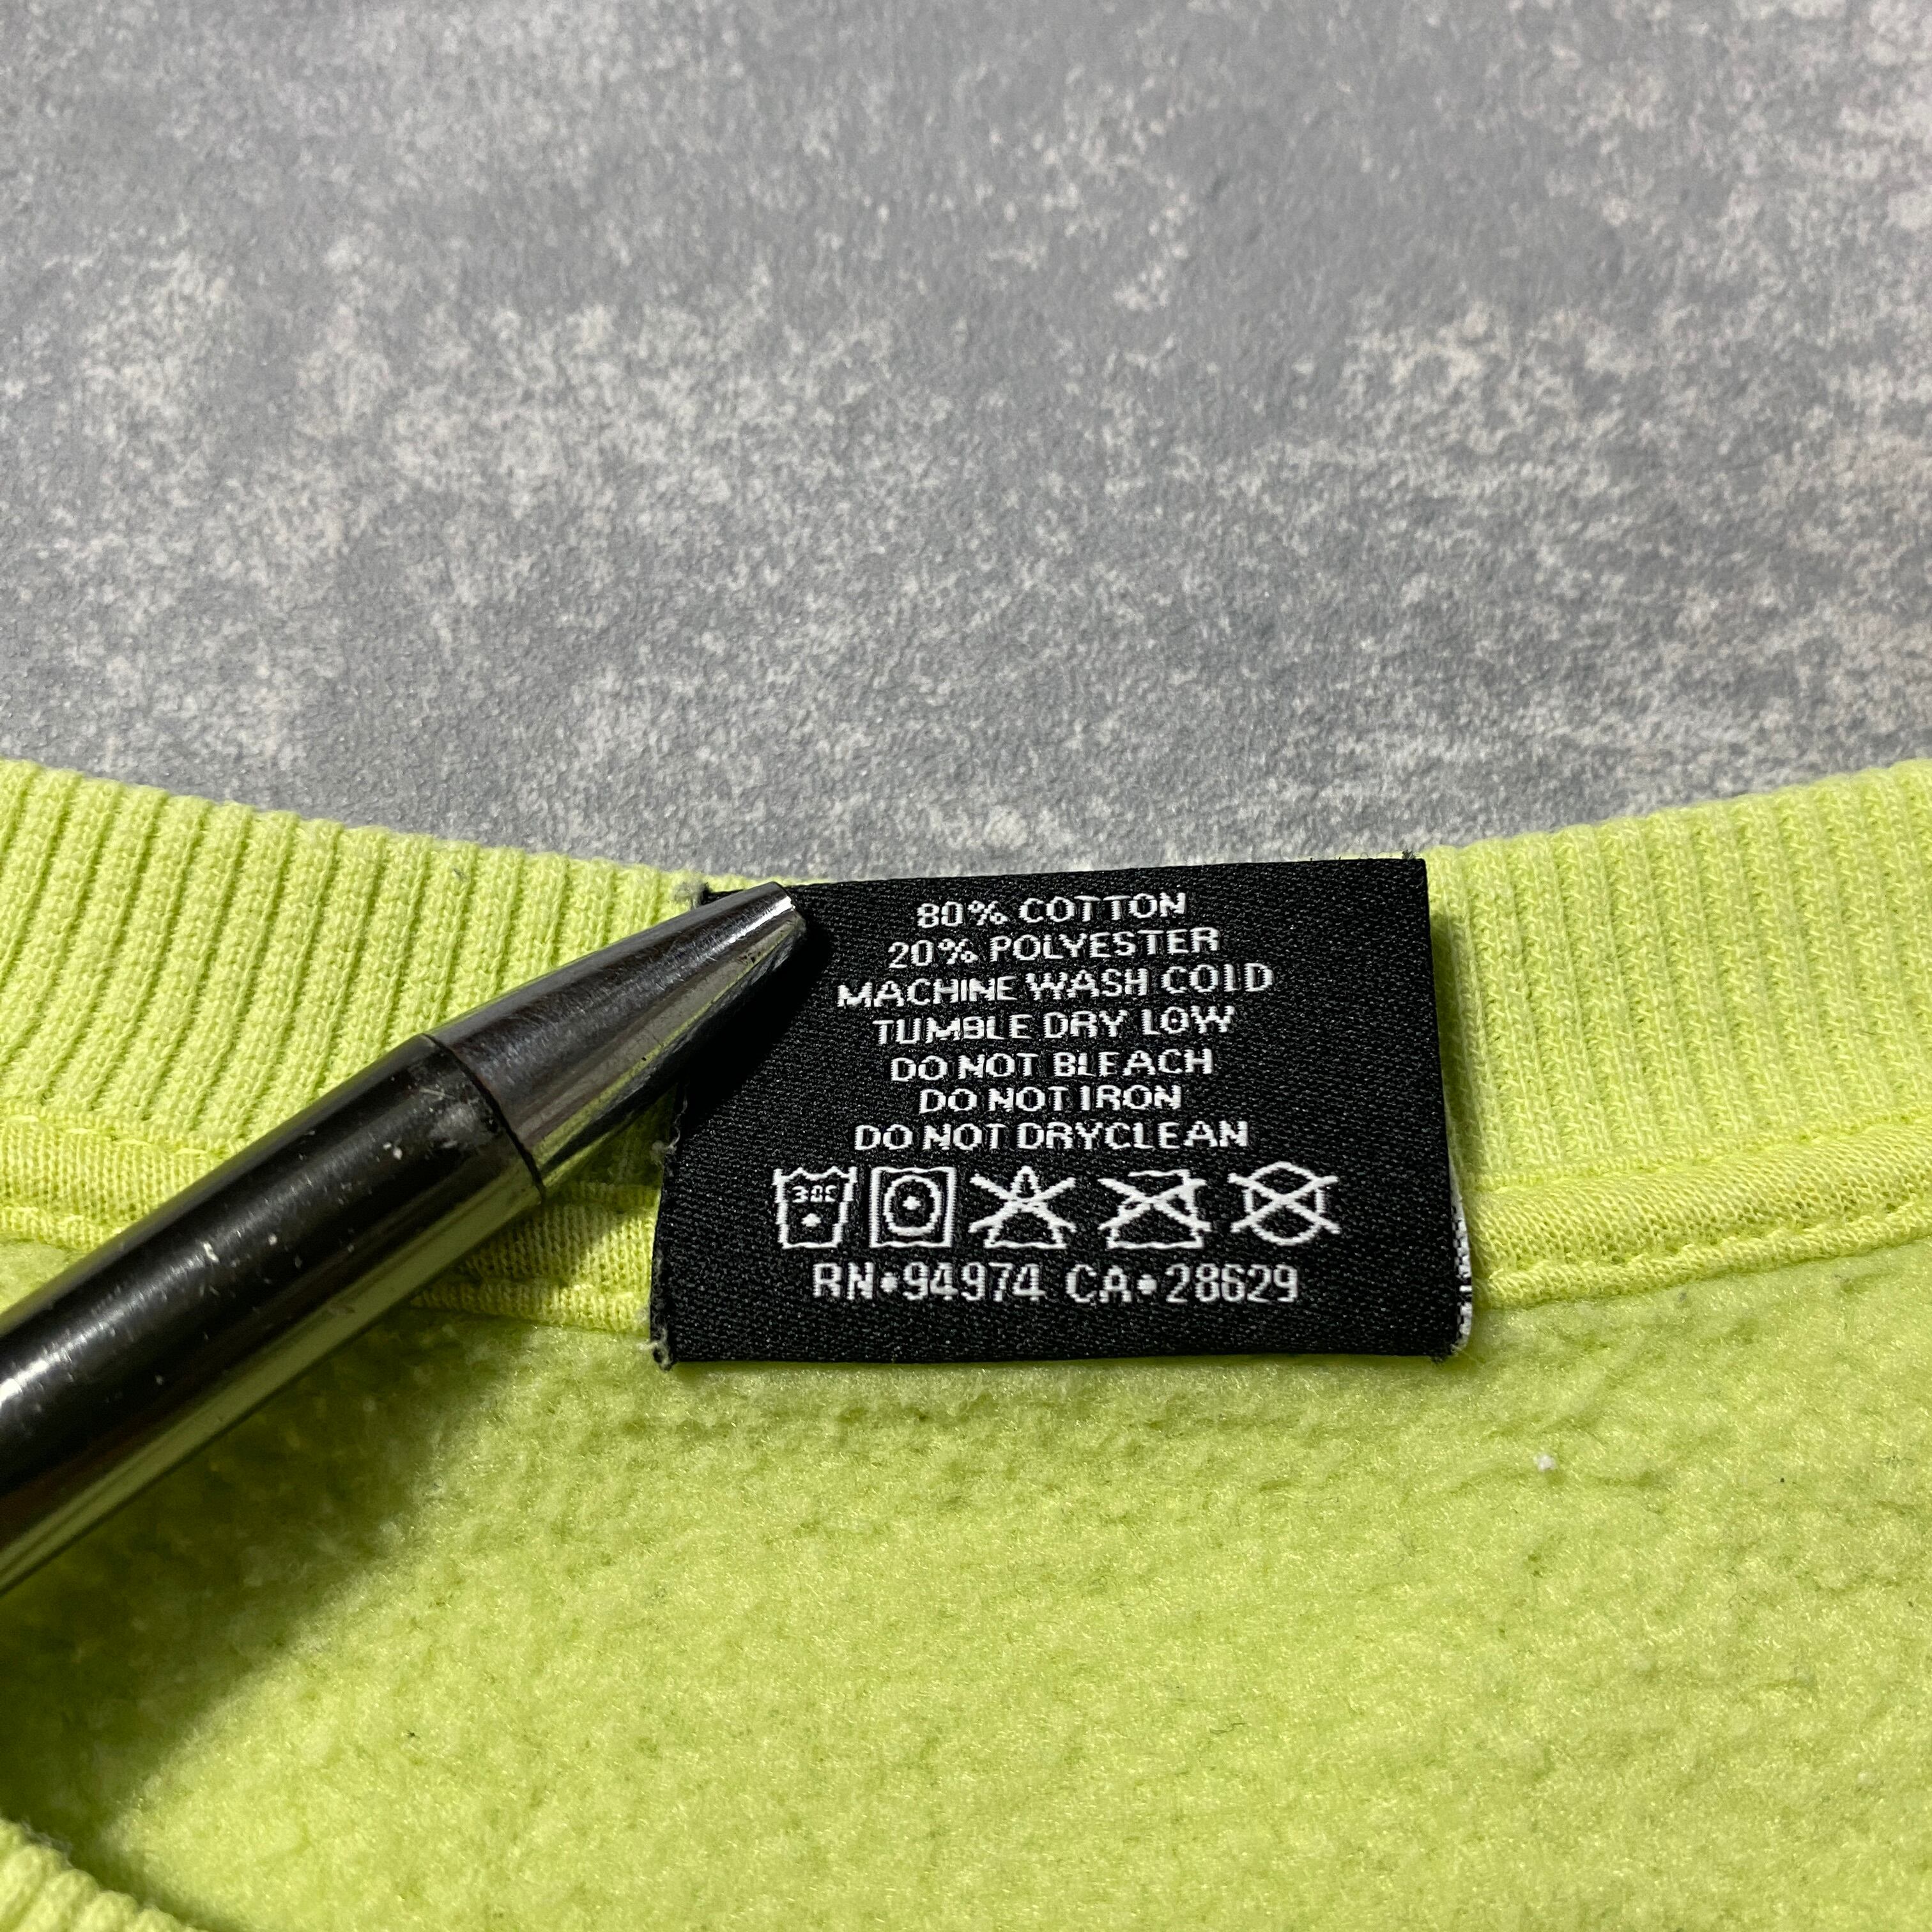 80% COTTON
20% POLYESTER
MACHINE WASH COLD
TUMBLE DRY LOW
DO NOT BLEACH
DO NOT IRON
DO NOT DRYCLEAN
RN•94974 CA•28629